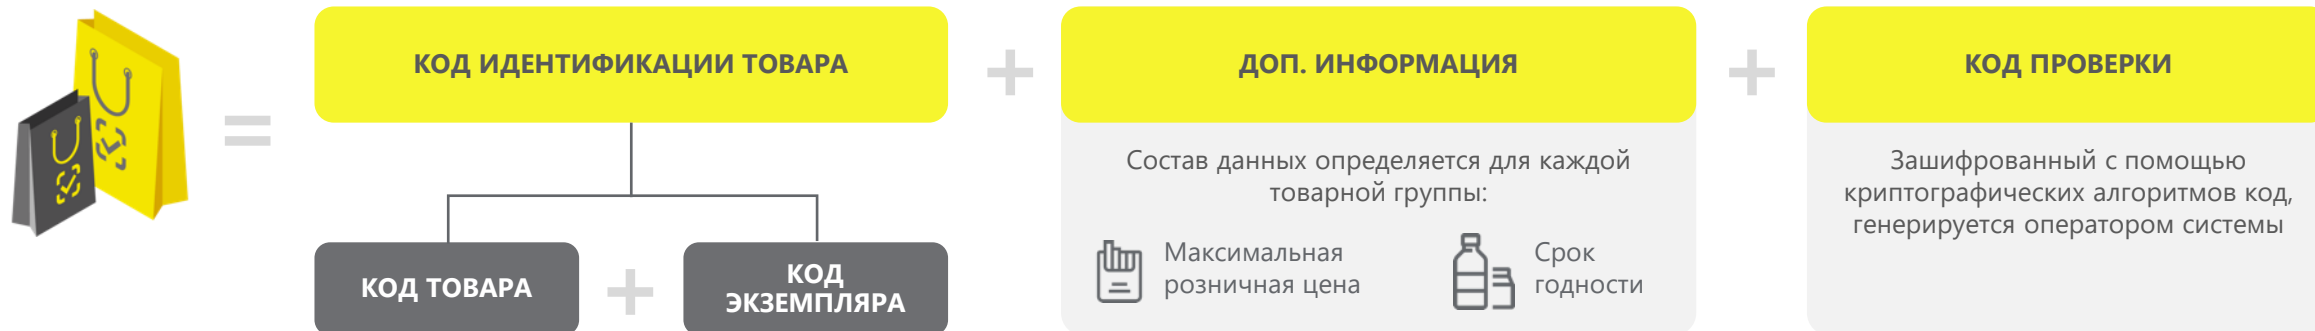 КОД ИДЕНТИФИКАЦИИ ТОВАРА
КОД ТОВАРА
КОД
ЭКЗЕМПЛЯРА
ДОП. ИНФОРМАЦИЯ
Состав данных определяется для каждой
товарной группы:
Максимальная
розничная цена
Срок
годности
КОД ПРОВЕРКИ
Зашифрованный с помощью
криптографических алгоритмов код,
генерируется оператором системы